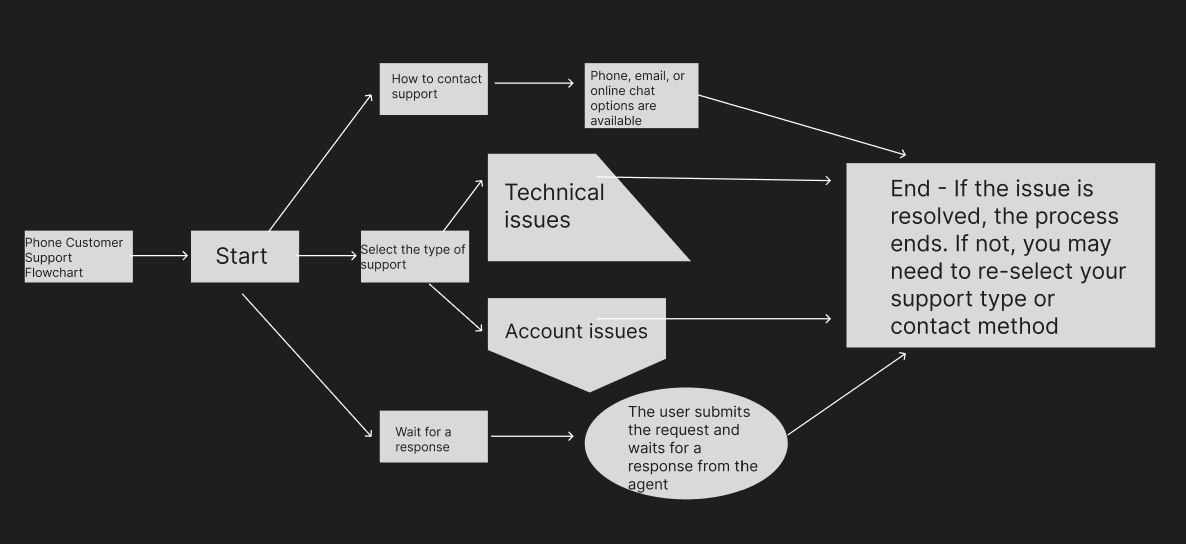 Phone Customer
Support
Flowchart
Start
How to contact
support
Phone, email, or
online chat
options are
available
Select the type of
support
Technical
issues
Account issues
Wait for a
response
The user submits
the request and
waits for a
response from the
agent
End - If the issue is
resolved, the process
ends. If not, you may
need to re-select your
support type or
contact method